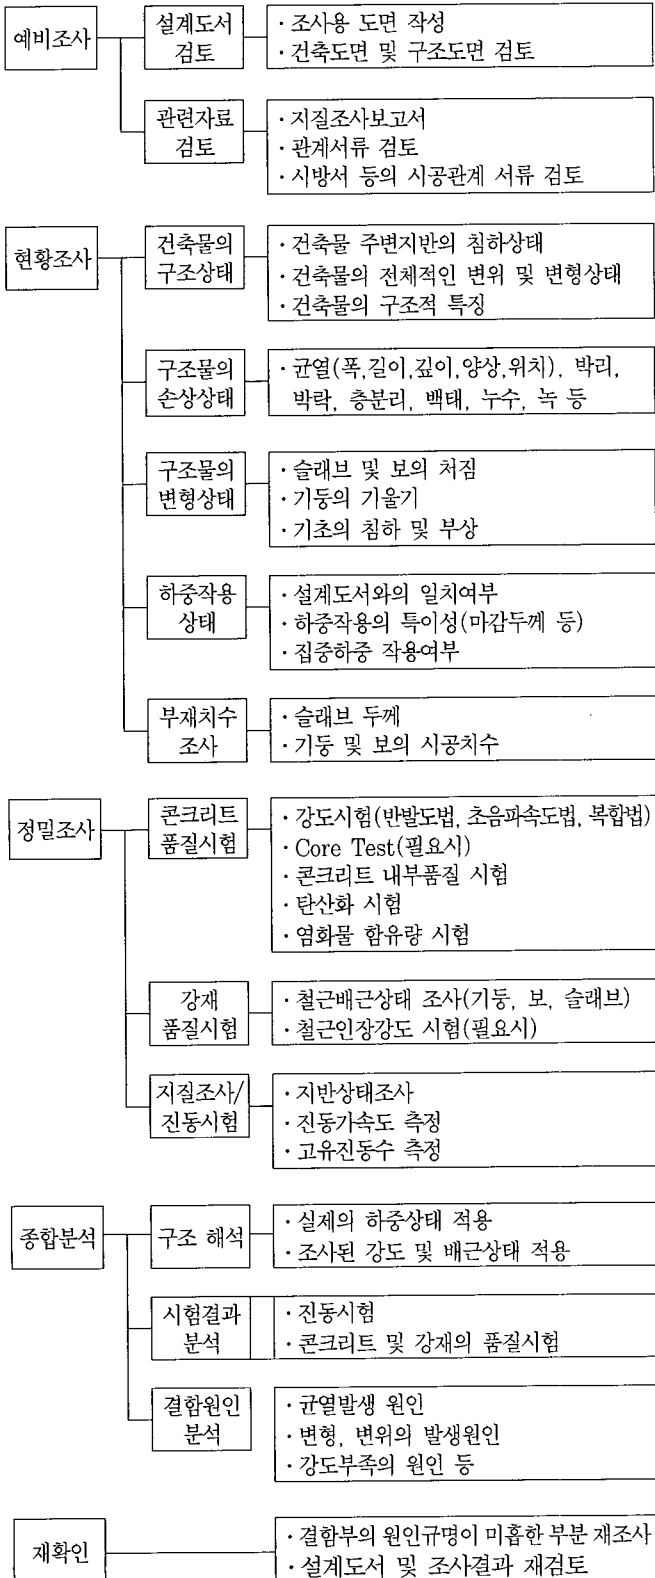 예비조사
설계도서
검토
· 조사용 도면 작성
· 건축도면 및 구조도면 검토
관련자료
검토
· 지질조사보고서
· 관계서류 검토
· 시방서 등의 시공관계 서류 검토
현황조사
건축물의
구조상태
· 건축물 주변지반의 침하상태
· 건축물의 전체적인 변위 및 변형상태
· 건축물의 구조적 특징
구조물의
손상상태
· 균열(폭,길이,깊이,양상,위치), 박리,
박락, 층분리, 백태, 누수, 녹 등
구조물의
변형상태
· 슬래브 및 보의 처짐
· 기둥의 기울기
· 기초의 침하 및 부상
하중작용
상태
· 설계도서와의 일치여부
· 하중작용의 특이성(마감두께 등)
· 집중하중 작용여부
부재치수
조사
· 슬래브 두께
· 기둥 및 보의 시공치수
정밀조사
콘크리트
품질시험
· 강도시험(반발도법, 초음파속도법, 복합법)
· Core Test(필요시)
· 콘크리트 내부품질 시험
· 탄산화 시험
· 염화물 함유량 시험
강재
품질시험
· 철근배근상태 조사(기둥, 보, 슬래브)
· 철근인장강도 시험(필요시)
지질조사/
진동시험
· 지반상태조사
· 진동가속도 측정
· 고유진동수 측정
종합분석
구조 해석
· 실제의 하중상태 적용
· 조사된 강도 및 배근상태 적용
시험결과
분석
· 진동시험
· 콘크리트 및 강재의 품질시험
결함원인
분석
· 균열발생 원인
· 변형, 변위의 발생원인
· 강도부족의 원인 등
재확인
· 결함부의 원인규명이 미흡한 부분 재조사
· 설계도서 및 조사결과 재검토